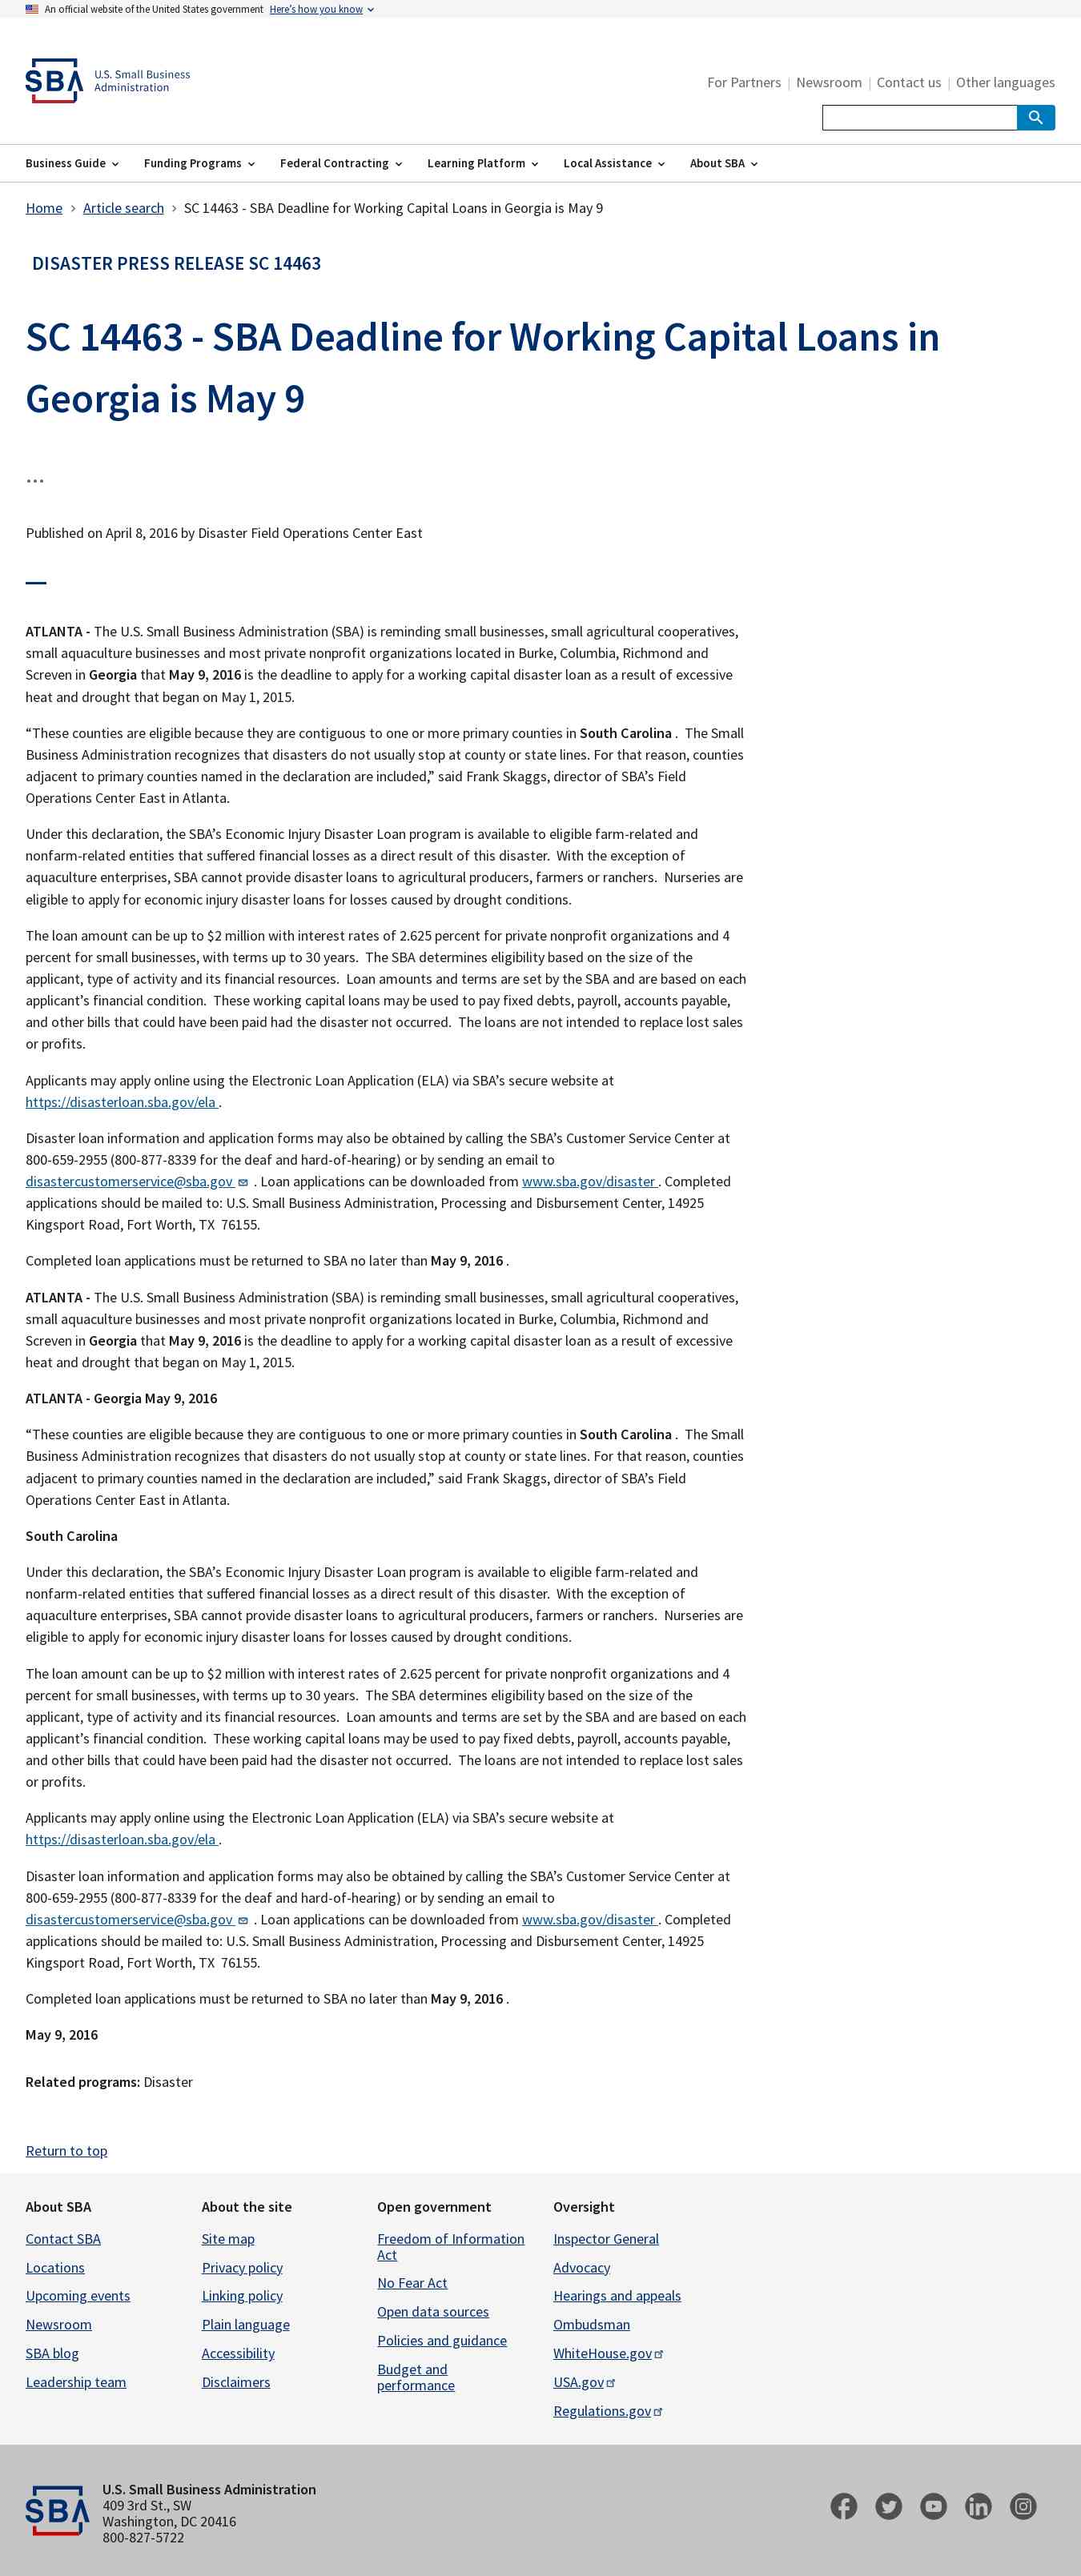 An official website of the United States government Here’s how you know
SBA
U.S. Small Business
Administration
For Partners | Newsroom | Contact us | Other languages
Business Guide Funding Programs Federal Contracting Learning Platform Local Assistance About SBA
Home Article search SC 14463 - SBA Deadline for Working Capital Loans in Georgia is May 9
DISASTER PRESS RELEASE SC 14463
SC 14463 - SBA Deadline for Working Capital Loans in
Georgia is May 9
...
Published on April 8, 2016 by Disaster Field Operations Center East
ATLANTA - The U.S. Small Business Administration (SBA) is reminding small businesses, small agricultural cooperatives,
small aquaculture businesses and most private nonprofit organizations located in Burke, Columbia, Richmond and
Screven in Georgia that May 9, 2016 is the deadline to apply for a working capital disaster loan as a result of excessive
heat and drought that began on May 1, 2015.
“These counties are eligible because they are contiguous to one or more primary counties in South Carolina .  The Small
Business Administration recognizes that disasters do not usually stop at county or state lines. For that reason, counties
adjacent to primary counties named in the declaration are included,” said Frank Skaggs, director of SBA’s Field
Operations Center East in Atlanta.
Under this declaration, the SBA’s Economic Injury Disaster Loan program is available to eligible farm-related and
nonfarm-related entities that suffered financial losses as a direct result of this disaster.  With the exception of
aquaculture enterprises, SBA cannot provide disaster loans to agricultural producers, farmers or ranchers.  Nurseries are
eligible to apply for economic injury disaster loans for losses caused by drought conditions.
The loan amount can be up to $2 million with interest rates of 2.625 percent for private nonprofit organizations and 4
percent for small businesses, with terms up to 30 years.  The SBA determines eligibility based on the size of the
applicant, type of activity and its financial resources.  Loan amounts and terms are set by the SBA and are based on each
applicant’s financial condition.  These working capital loans may be used to pay fixed debts, payroll, accounts payable,
and other bills that could have been paid had the disaster not occurred.  The loans are not intended to replace lost sales
or profits.
Applicants may apply online using the Electronic Loan Application (ELA) via SBA’s secure website at
https://disasterloan.sba.gov/ela .
Disaster loan information and application forms may also be obtained by calling the SBA’s Customer Service Center at
800-659-2955 (800-877-8339 for the deaf and hard-of-hearing) or by sending an email to
disastercustomerservice@sba.gov . Loan applications can be downloaded from www.sba.gov/disaster . Completed
applications should be mailed to: U.S. Small Business Administration, Processing and Disbursement Center, 14925
Kingsport Road, Fort Worth, TX  76155.
Completed loan applications must be returned to SBA no later than May 9, 2016 .
ATLANTA - The U.S. Small Business Administration (SBA) is reminding small businesses, small agricultural cooperatives,
small aquaculture businesses and most private nonprofit organizations located in Burke, Columbia, Richmond and
Screven in Georgia that May 9, 2016 is the deadline to apply for a working capital disaster loan as a result of excessive
heat and drought that began on May 1, 2015.
ATLANTA - Georgia May 9, 2016
“These counties are eligible because they are contiguous to one or more primary counties in South Carolina .  The Small
Business Administration recognizes that disasters do not usually stop at county or state lines. For that reason, counties
adjacent to primary counties named in the declaration are included,” said Frank Skaggs, director of SBA’s Field
Operations Center East in Atlanta.
South Carolina
Under this declaration, the SBA’s Economic Injury Disaster Loan program is available to eligible farm-related and
nonfarm-related entities that suffered financial losses as a direct result of this disaster.  With the exception of
aquaculture enterprises, SBA cannot provide disaster loans to agricultural producers, farmers or ranchers.  Nurseries are
eligible to apply for economic injury disaster loans for losses caused by drought conditions.
The loan amount can be up to $2 million with interest rates of 2.625 percent for private nonprofit organizations and 4
percent for small businesses, with terms up to 30 years.  The SBA determines eligibility based on the size of the
applicant, type of activity and its financial resources.  Loan amounts and terms are set by the SBA and are based on each
applicant’s financial condition.  These working capital loans may be used to pay fixed debts, payroll, accounts payable,
and other bills that could have been paid had the disaster not occurred.  The loans are not intended to replace lost sales
or profits.
Applicants may apply online using the Electronic Loan Application (ELA) via SBA’s secure website at
https://disasterloan.sba.gov/ela .
Disaster loan information and application forms may also be obtained by calling the SBA’s Customer Service Center at
800-659-2955 (800-877-8339 for the deaf and hard-of-hearing) or by sending an email to
disastercustomerservice@sba.gov . Loan applications can be downloaded from www.sba.gov/disaster . Completed
applications should be mailed to: U.S. Small Business Administration, Processing and Disbursement Center, 14925
Kingsport Road, Fort Worth, TX  76155.
Completed loan applications must be returned to SBA no later than May 9, 2016 .
May 9, 2016
Related programs: Disaster
Return to top
About SBA
Contact SBA
Locations
Upcoming events
Newsroom
SBA blog
Leadership team
About the site
Site map
Privacy policy
Linking policy
Plain language
Accessibility
Disclaimers
Open government
Freedom of Information
Act
No Fear Act
Open data sources
Policies and guidance
Budget and
performance
Oversight
Inspector General
Advocacy
Hearings and appeals
Ombudsman
WhiteHouse.gov
USA.gov
Regulations.gov
SBA
U.S. Small Business Administration
409 3rd St., SW
Washington, DC 20416
800-827-5722